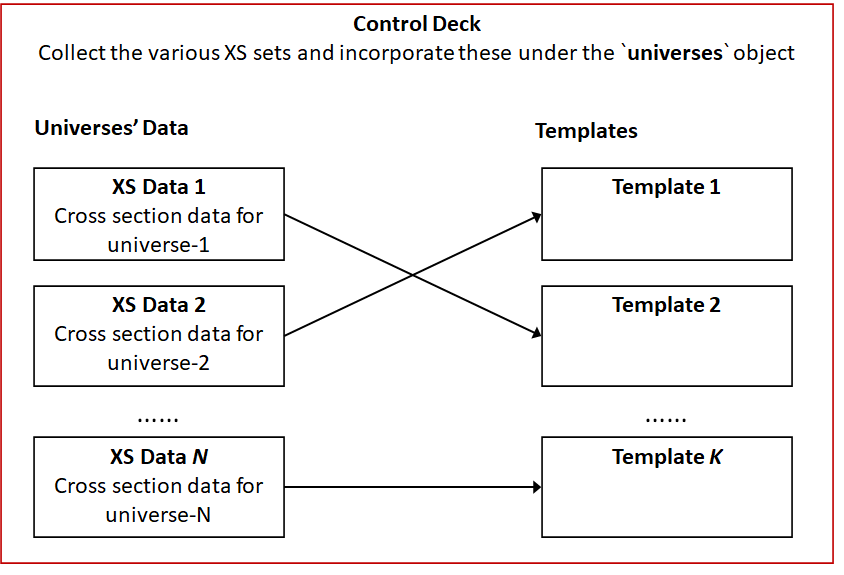 Control Deck
Collect the various XS sets and incorporate these under the `universes` object
Universes’ Data
Templates
XS Data 1
Cross section data for
universe-1
Template 1
XS Data 2
Cross section data for
universe-2
Template 2
……
……
XS Data N
Cross section data for
universe-N
Template K